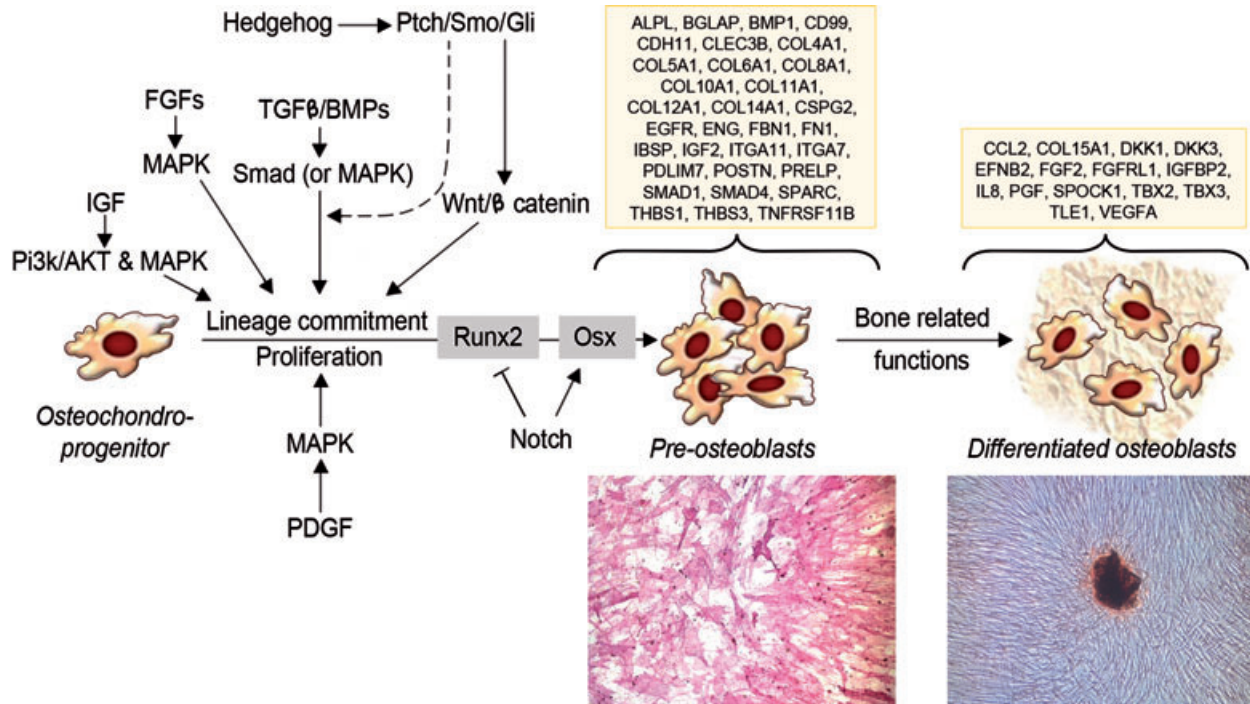 Hedgehog
Ptch/Smo/Gli
FGFs
MAPK
TGFβ/BMPs
Smad (or MAPK)
IGF
Pi3k/AKT & MAPK
Wnt/β catenin
Lineage commitment
Proliferation
Runx2
Osx
Notch
MAPK
PDGF
Osteochondro-
progenitor
ALPL, BGLAP, BMP1, CD99,
CDH11, CLEC3B, COL4A1,
COL5A1, COL6A1, COL8A1,
COL10A1, COL11A1,
COL12A1, COL14A1, CSPG2,
EGFR, ENG, FBN1, FN1,
IBSP, IGF2, ITGA11, ITGA7,
PDLIM7, POSTN, PRELP,
SMAD1, SMAD4, SPARC,
THBS1, THBS3, TNFRSF11B
Pre-osteoblasts
Bone related
functions
CCL2, COL15A1, DKK1, DKK3,
EFNB2, FGF2, FGFRL1, IGFBP2,
IL8, PGF, SPOCK1, TBX2, TBX3,
TLE1, VEGFA
Differentiated osteoblasts